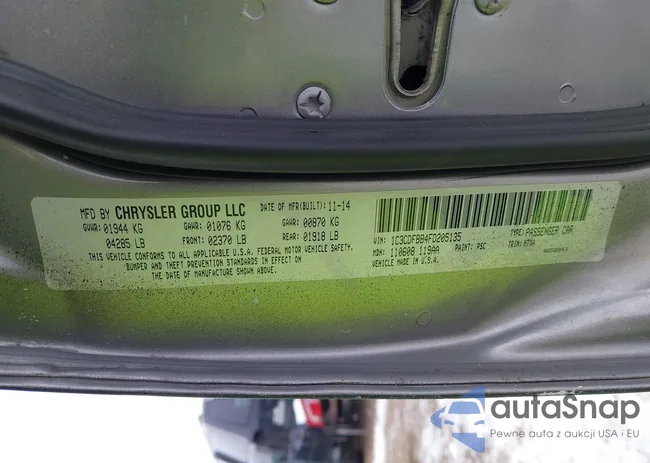 MFD BY CHRYSLER GROUP LLC DATE OF MFR(BUILT): 11-14
GVWR: 01944 KG GAWR: 01076 KG GAWR: 00870 KG
04285 LB FRONT: 02370 LB REAR: 01918 LB
THIS VEHICLE CONFORMS TO ALL APPLICABLE U.S.A. FEDERAL MOTOR VEHICLE SAFETY,
BUMPER AND THEFT PREVENTION STANDARDS IN EFFECT ON
THE DATE OF MANUFACTURE SHOWN ABOVE.
VIN: 1C3CDFBB4FD205135 TYPE: PASSENGER CAR
MDH: 110608 119AA PAINT: PSC TRIM: H7XA
VEHICLE MADE IN U.S.A.
autoSnap
Pewne auta z aukcji USA i EU